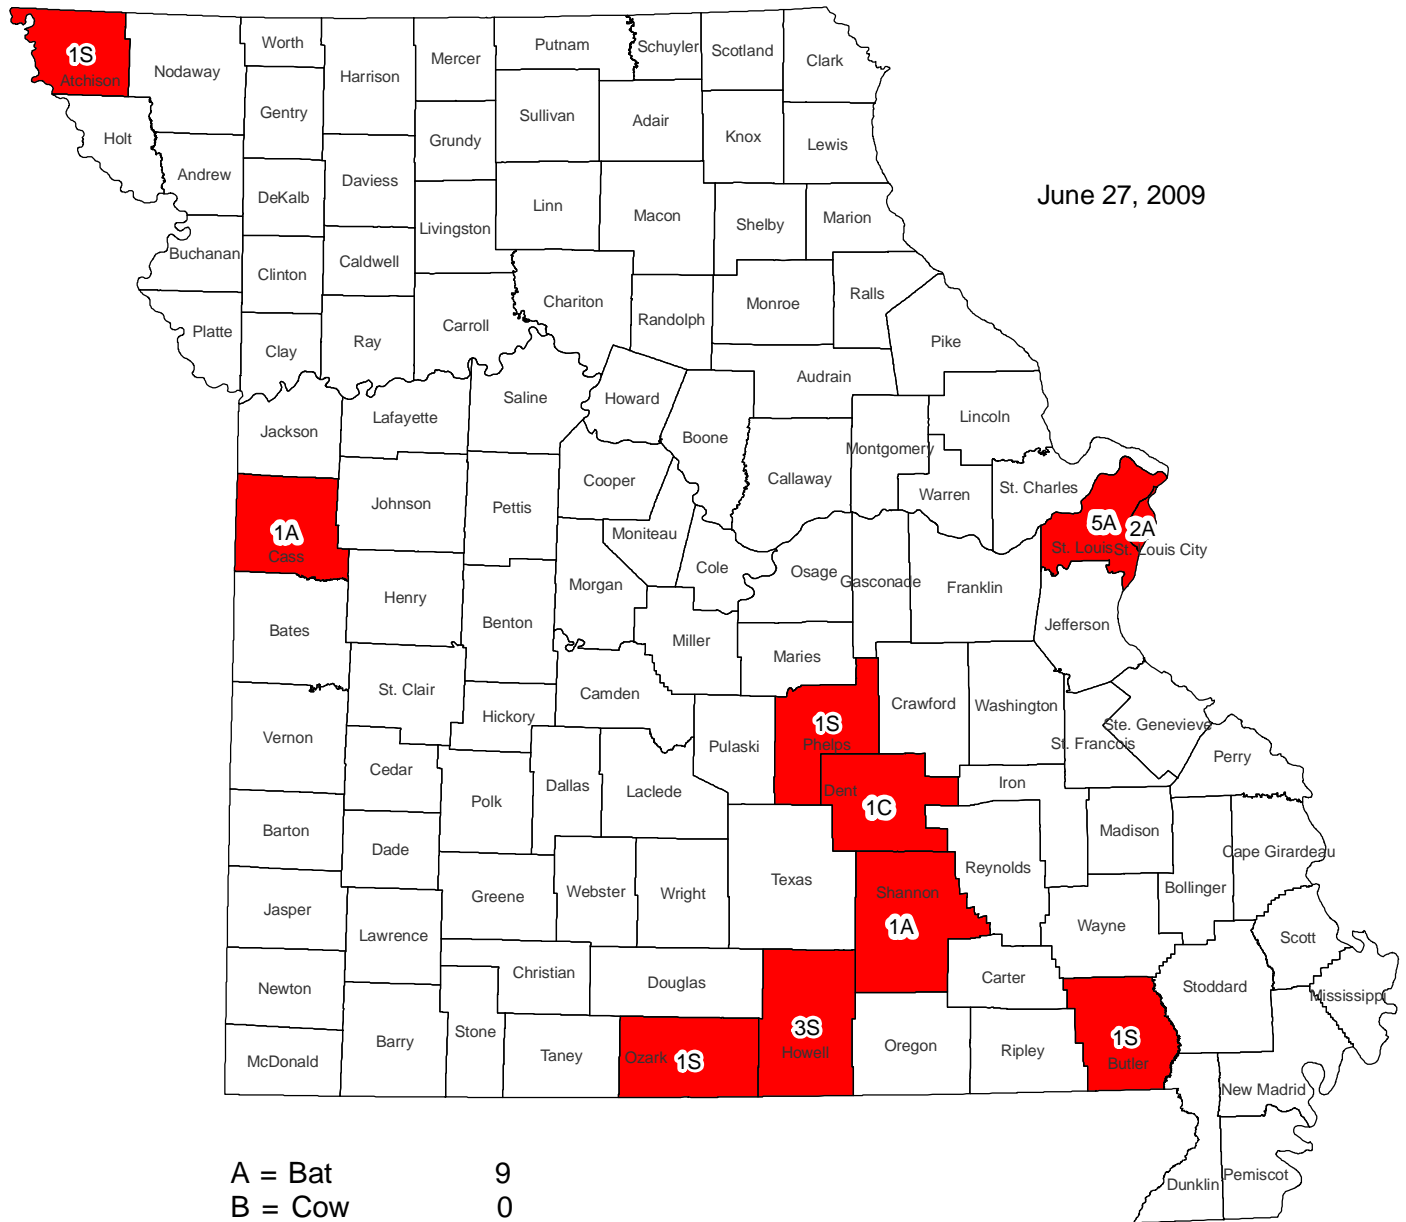 Worth
Putnam
Schuyler
Scotland
1S
Atchison
Nodaway
Harrison
Mercer
Clark
Gentry
Sullivan
Adair
Knox
Lewis
Holt
Grundy
Andrew
DeKalb
Daviess
Linn
Macon
June 27, 2009
Livingston
Shelby
Marion
Buchanan
Clinton
Caldwell
Chariton
Monroe
Ralls
Platte
Clay
Ray
Carroll
Randolph
Pike
Audrain
Saline
Howard
Jackson
Lafayette
Boone
Lincoln
Montgomery
Cooper
Callaway
Johnson
Pettis
Warren
St. Charles
1A
Cass
Moniteau
5A
2A
St. Louis
St. Louis City
Cole
Osage
Gasconade
Franklin
Morgan
Henry
Bates
Benton
Miller
Jefferson
Maries
St. Clair
Camden
Crawford
Washington
Hickory
Vernon
Pulaski
1S
Phelps
Ste. Genevieve
St. Francois
Perry
Cedar
Polk
Dallas
Laclede
Dent
1C
Iron
Barton
Dade
Madison
Cape Girardeau
Texas
Reynolds
Bollinger
Greene
Webster
Wright
Shannon
1A
Jasper
Lawrence
Wayne
Scott
Christian
Douglas
Carter
Newton
Stoddard
Mississippi
Stone
3S
Howell
Barry
Taney
Ozark
1S
Oregon
Ripley
1S
Butler
McDonald
New Madrid
Pemiscot
Dunklin
A = Bat 9
B = Cow 0